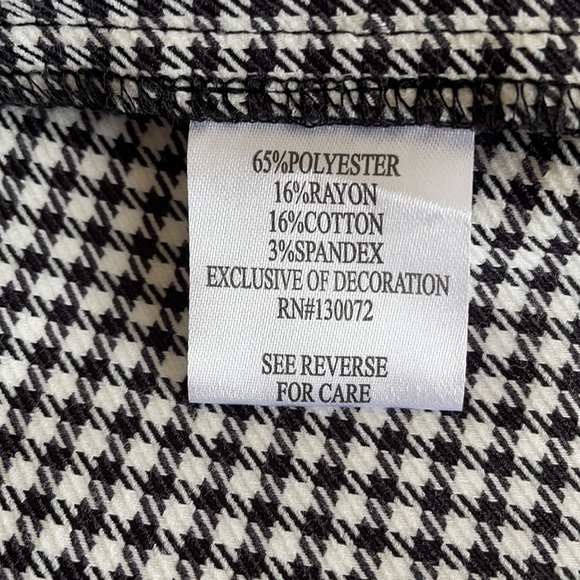 65%POLYESTER
16%RAYON
16%COTTON
3%SPANDEX
EXCLUSIVE OF DECORATION
RN#130072
SEE REVERSE
FOR CARE